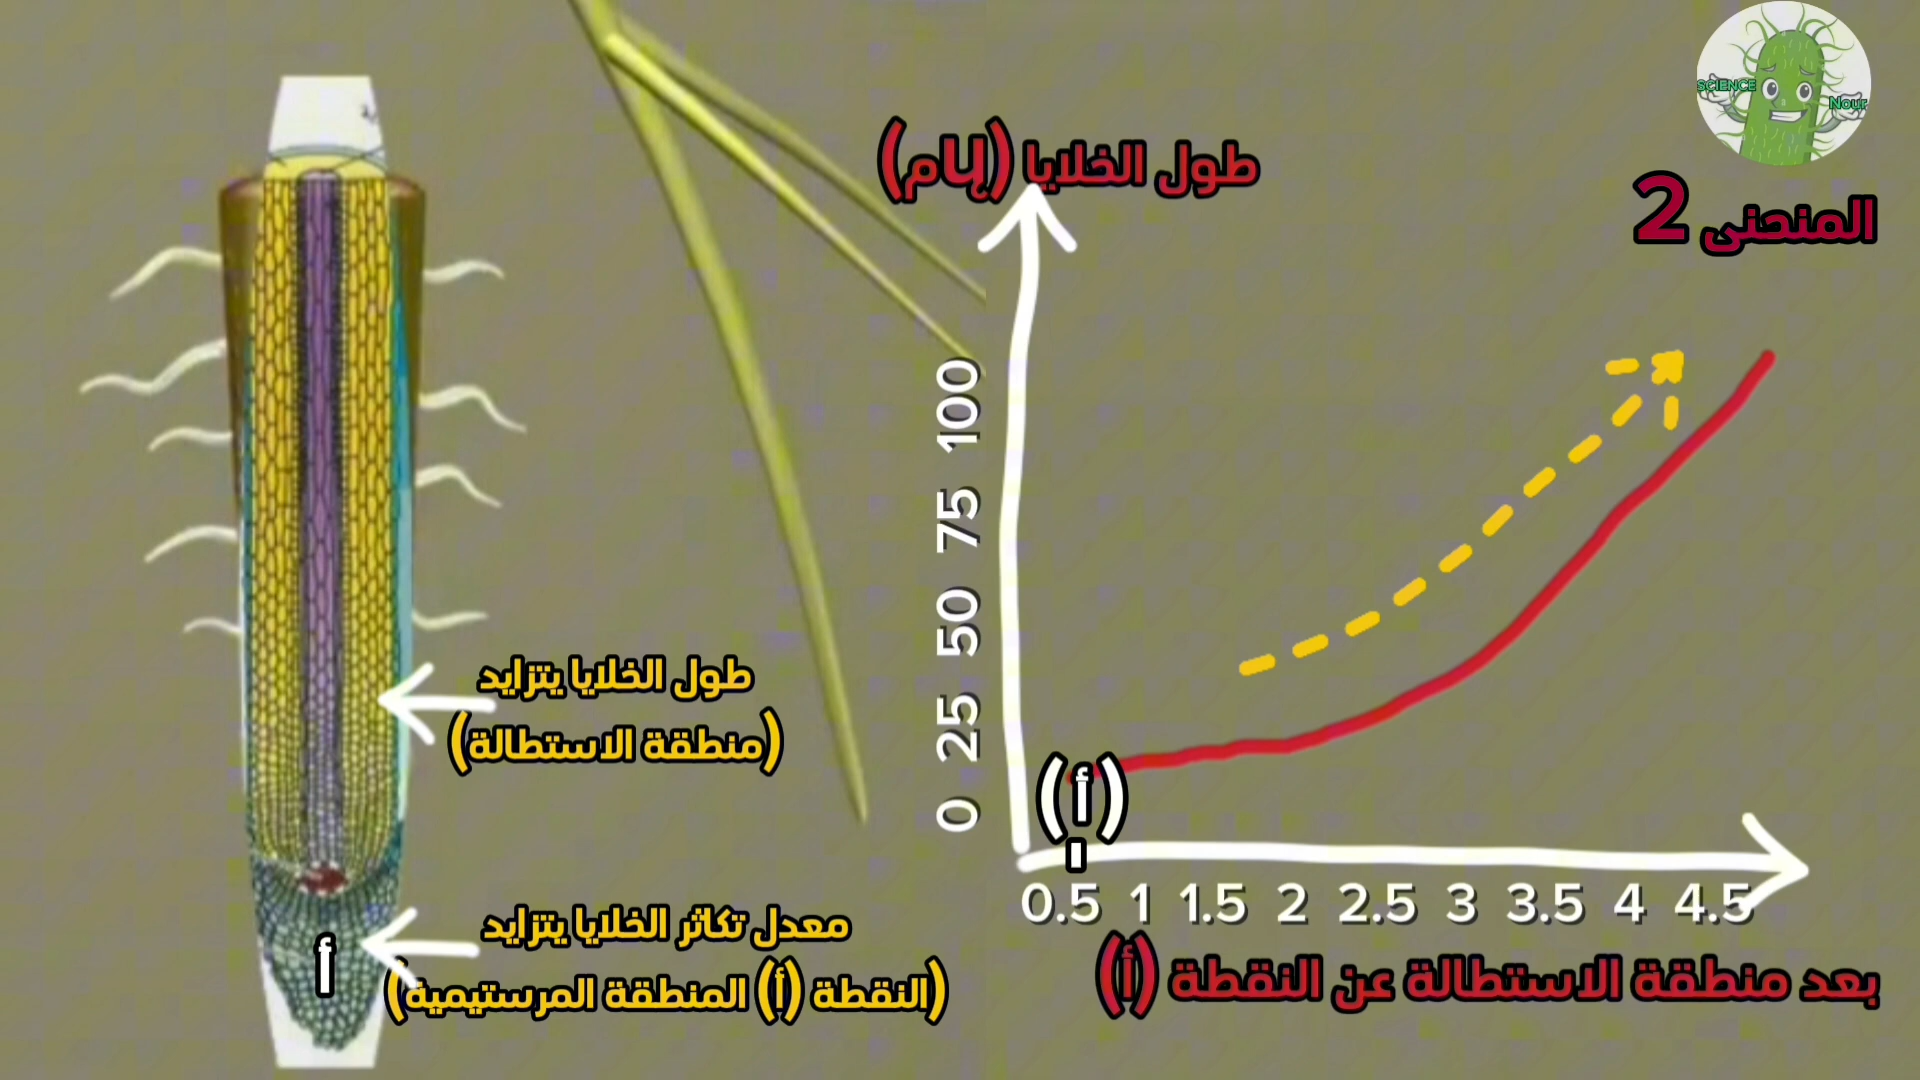 SCIENCE
Nour
المنحنى 2
طول الخلايا (µم)
100
75
50
25
0
(أ)
0.5 1 1.5 2 2.5 3 3.5 4 4.5
بعد منطقة الاستطالة عن النقطة (أ)
طول الخلايا يتزايد
(منطقة الاستطالة)
معدل تكاثر الخلايا يتزايد
(النقطة (أ) المنطقة المرستيمية)
أ